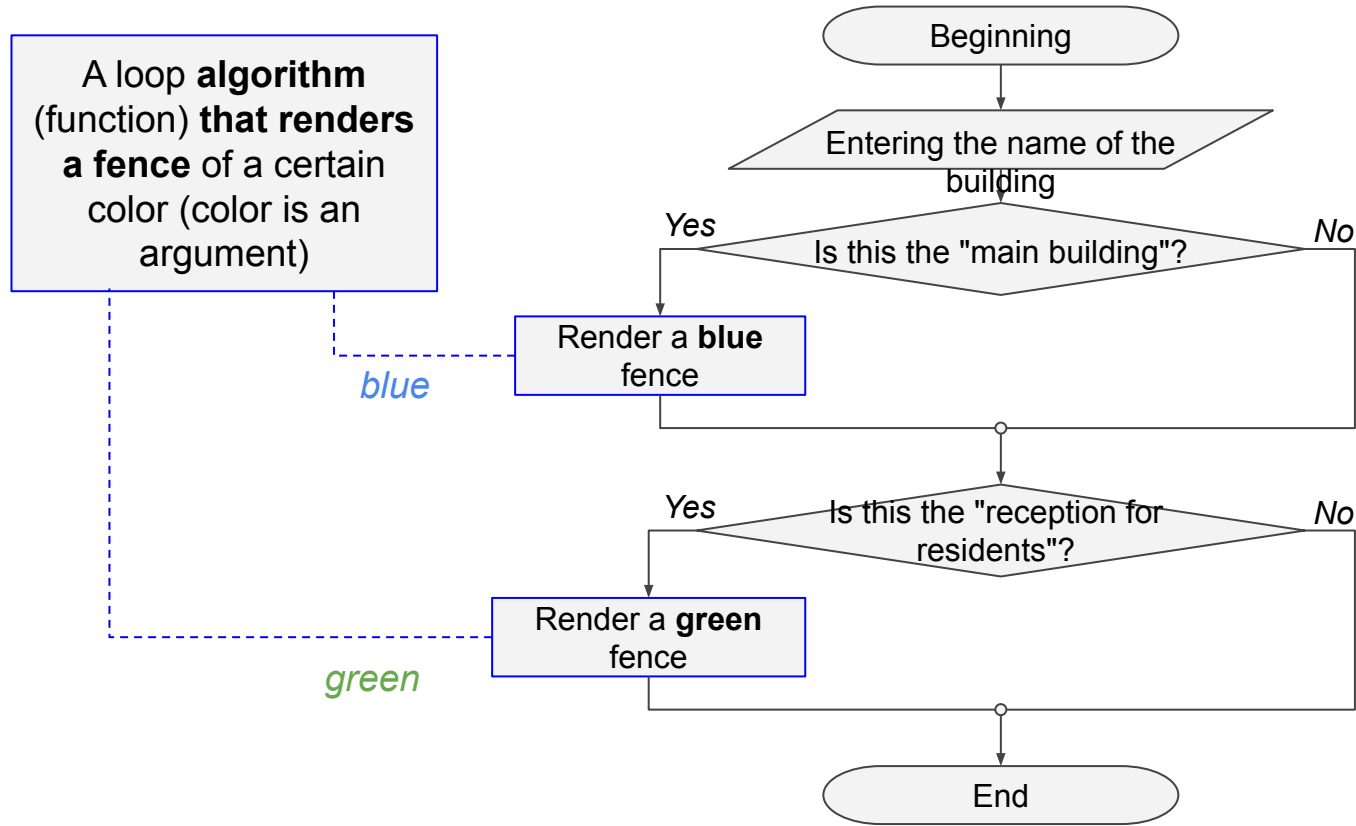 Beginning
A loop algorithm
(function) that renders
a fence of a certain
color (color is an
argument)
Entering the name of the
building
Yes
No
Is this the "main building"?
Render a blue
fence
blue
Yes
No
Is this the "reception for
residents"?
Render a green
fence
green
End